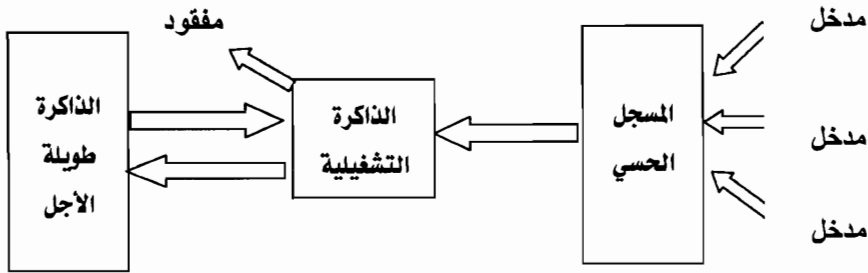 مدخل
مفقود
المسجل
الحسي
مدخل
الذاكرة
التشغيلية
الذاكرة
طويلة
الأجل
مدخل